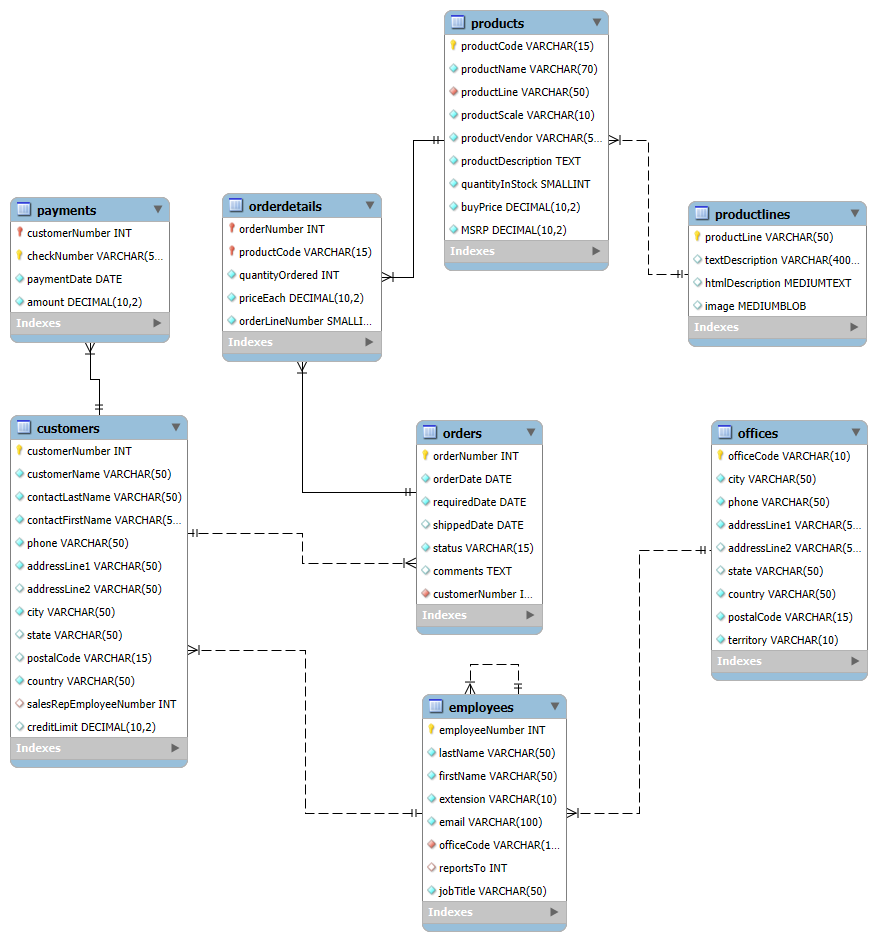 products
productCode VARCHAR(15)
productName VARCHAR(70)
productLine VARCHAR(50)
productScale VARCHAR(10)
productVendor VARCHAR(5...
productDescription TEXT
quantityInStock SMALLINT
buyPrice DECIMAL(10,2)
MSRP DECIMAL(10,2)
Indexes
payments
customerNumber INT
checkNumber VARCHAR(5...
paymentDate DATE
amount DECIMAL(10,2)
Indexes
orderdetails
orderNumber INT
productCode VARCHAR(15)
quantityOrdered INT
priceEach DECIMAL(10,2)
orderLineNumber SMALLI...
Indexes
productlines
productLine VARCHAR(50)
textDescription VARCHAR(400...
htmlDescription MEDIUMTEXT
image MEDIUMBLOB
Indexes
customers
customerNumber INT
customerName VARCHAR(50)
contactLastName VARCHAR(50)
contactFirstName VARCHAR(5...
phone VARCHAR(50)
addressLine1 VARCHAR(50)
addressLine2 VARCHAR(50)
city VARCHAR(50)
state VARCHAR(50)
postalCode VARCHAR(15)
country VARCHAR(50)
salesRepEmployeeNumber INT
creditLimit DECIMAL(10,2)
Indexes
orders
orderNumber INT
orderDate DATE
requiredDate DATE
shippedDate DATE
status VARCHAR(15)
comments TEXT
customerNumber I...
Indexes
offices
officeCode VARCHAR(10)
city VARCHAR(50)
phone VARCHAR(50)
addressLine1 VARCHAR(5...
addressLine2 VARCHAR(5...
state VARCHAR(50)
country VARCHAR(50)
postalCode VARCHAR(15)
territory VARCHAR(10)
Indexes
employees
employeeNumber INT
lastName VARCHAR(50)
firstName VARCHAR(50)
extension VARCHAR(10)
email VARCHAR(100)
officeCode VARCHAR(1...
reportsTo INT
jobTitle VARCHAR(50)
Indexes